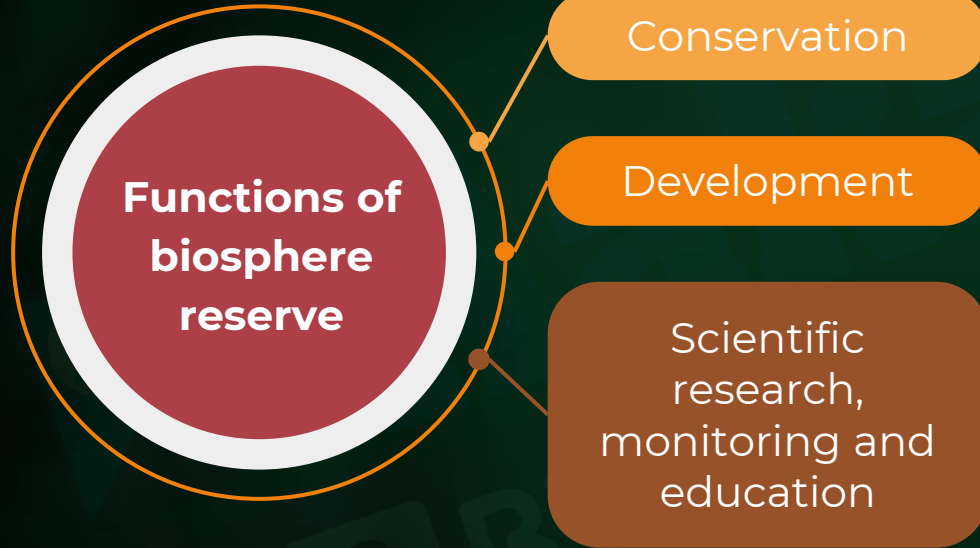 Functions of
biosphere
reserve
Conservation
Development
Scientific
research,
monitoring and
education